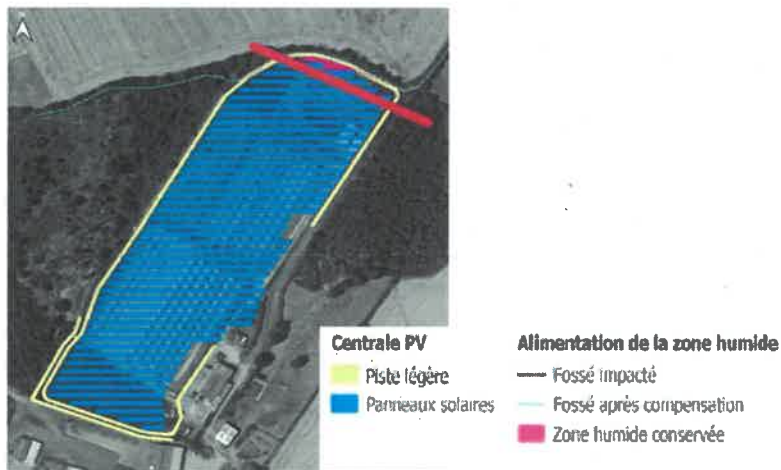 Centrale PV
Piste légère
Panneaux solaires
Alimentation de la zone humide
Fossé impacté
Fossé après compensation
Zone humide conservée